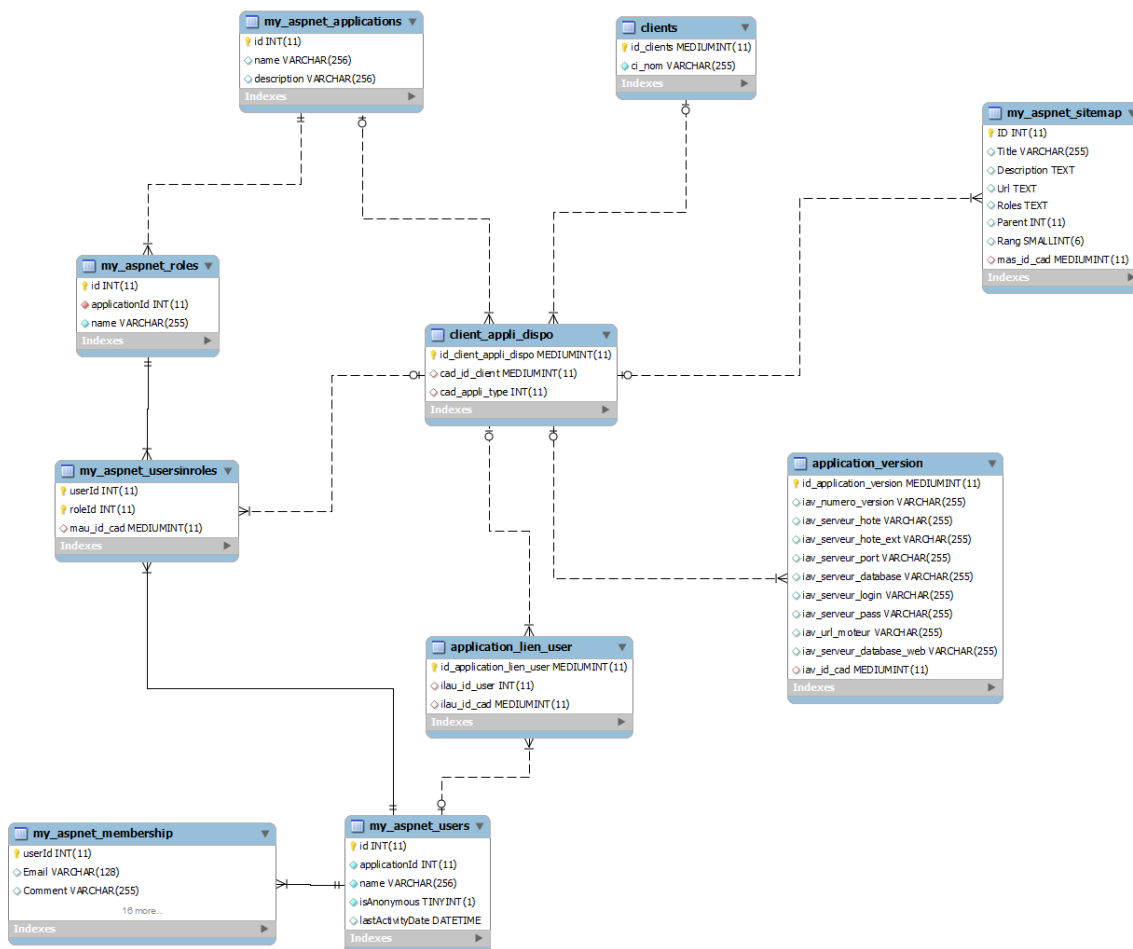 my_aspnet_applications
id INT(11)
name VARCHAR(256)
description VARCHAR(256)
Indexes
clients
id_clients MEDIUMINT(11)
ci_nom VARCHAR(255)
Indexes
my_aspnet_sitemap
ID INT(11)
Title VARCHAR(255)
Description TEXT
Url TEXT
Roles TEXT
Parent INT(11)
Rang SMALLINT(6)
mas_id_cad MEDIUMINT(11)
Indexes
my_aspnet_roles
id INT(11)
applicationId INT(11)
name VARCHAR(255)
Indexes
client_appli_dispo
id_client_appli_dispo MEDIUMINT(11)
cad_id_client MEDIUMINT(11)
cad_appli_type INT(11)
Indexes
my_aspnet_usersinroles
userId INT(11)
roleId INT(11)
mau_id_cad MEDIUMINT(11)
Indexes
application_version
id_application_version MEDIUMINT(11)
iav_numero_version VARCHAR(255)
iav_serveur_hote VARCHAR(255)
iav_serveur_hote_ext VARCHAR(255)
iav_serveur_port VARCHAR(255)
iav_serveur_database VARCHAR(255)
iav_serveur_login VARCHAR(255)
iav_serveur_pass VARCHAR(255)
iav_url_moteur VARCHAR(255)
iav_serveur_database_web VARCHAR(255)
iav_id_cad MEDIUMINT(11)
Indexes
application_lien_user
id_application_lien_user MEDIUMINT(11)
ilau_id_user INT(11)
ilau_id_cad MEDIUMINT(11)
Indexes
my_aspnet_membership
userId INT(11)
Email VARCHAR(128)
Comment VARCHAR(255)
16 more...
Indexes
my_aspnet_users
id INT(11)
applicationId INT(11)
name VARCHAR(256)
isAnonymous TINYINT(1)
lastActivityDate DATETIME
Indexes